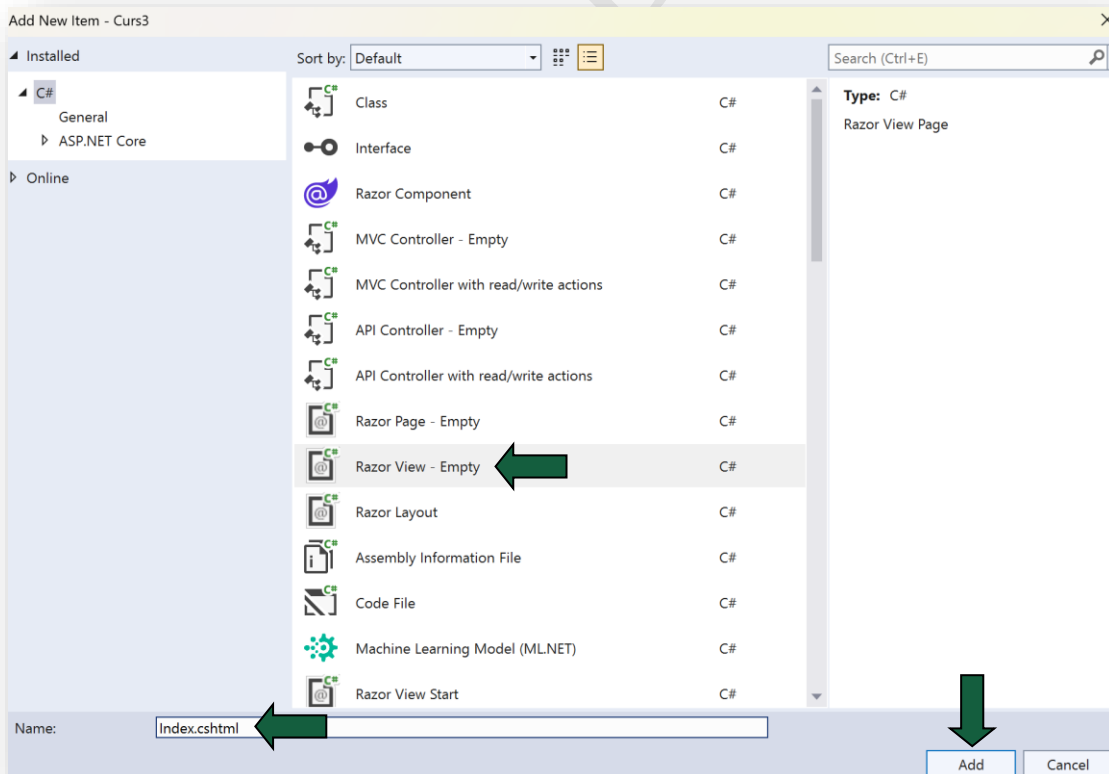 Add New Item - Curs3
Installed
Sort by: Default
Search (Ctrl+E)
C#
General
ASP.NET Core
Online
Class C#
Interface C#
Razor Component C#
MVC Controller - Empty C#
MVC Controller with read/write actions C#
API Controller - Empty C#
API Controller with read/write actions C#
Razor Page - Empty C#
Razor View - Empty C#
Razor Layout C#
Assembly Information File C#
Code File C#
Machine Learning Model (ML.NET) C#
Razor View Start C#
Type: C#
Razor View Page
Name: Index.cshtml
Add Cancel